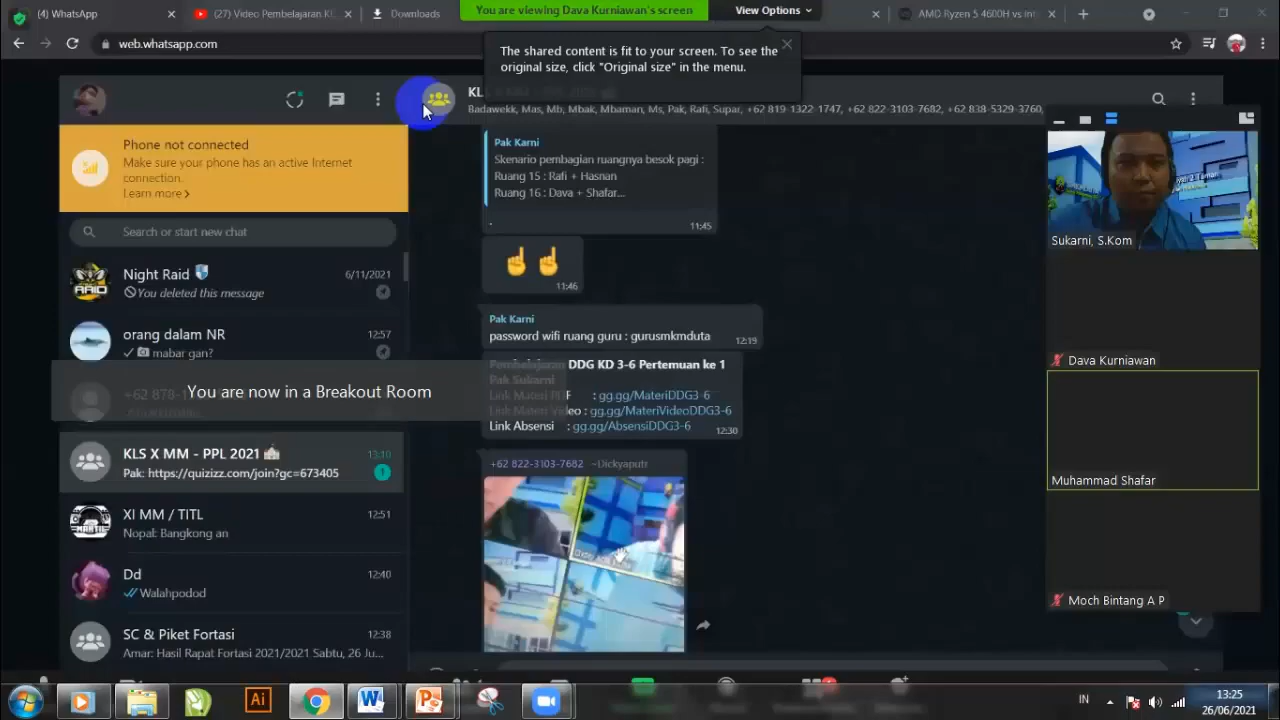 (4) WhatsApp
(27) Video Pembelajaran K
Downloads
You are viewing Dava Kurniawan's screen
View Options
AMD Ryzen 5 4600H vs Int
web.whatsapp.com
The shared content is fit to your screen. To see the
original size, click "Original size" in the menu.
KL
Badawekk, Mas, Mb, Mbak, Mbaman, Ms, Pak, Rafi, Supar, +62 819-1322-1747, +62 822-3103-7682, +62 838-5329-3760,
Phone not connected
Make sure your phone has an active Internet
connection.
Learn more >
Search or start new chat
Night Raid
6/11/2021
You deleted this message
orang dalam NR
12:57
mabar gan?
+62 878-1
You are now in a Breakout Room
KLS X MM - PPL 2021
13:10
Pak: https://quizizz.com/join?gc=673405
XI MM / TITL
12:51
Nopal: Bangkong an
Dd
12:40
Walahpodod
SC & Piket Fortasi
12:38
Amar: Hasil Rapat Fortasi 2021/2021 Sabtu, 26 Ju...
Pak Karni
Skenario pembagian ruangnya besok pagi :
Ruang 15 : Rafi + Hasnan
Ruang 16 : Dava + Shafar...
.
11:45
☝☝
11:46
Pak Karni
password wifi ruang guru : gurusmkmduta
12:19
Pembelajaran DDG KD 3-6 Pertemuan ke 1
Pak Sukarni
Link Materi PDF : gg.gg/MateriDDG3-6
Link Materi Video : gg.gg/MateriVideoDDG3-6
Link Absensi : gg.gg/AbsensiDDG3-6
12:30
+62 822-3103-7682 ~Dickyaputr
Sukarni, S.Kom
Dava Kurniawan
Muhammad Shafar
Moch Bintang A P
Ai
IN
13:25
26/06/2021